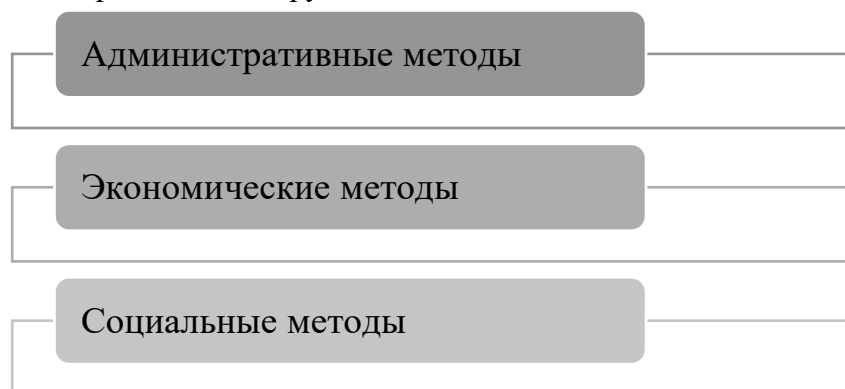 Административные методы
Экономические методы
Социальные методы